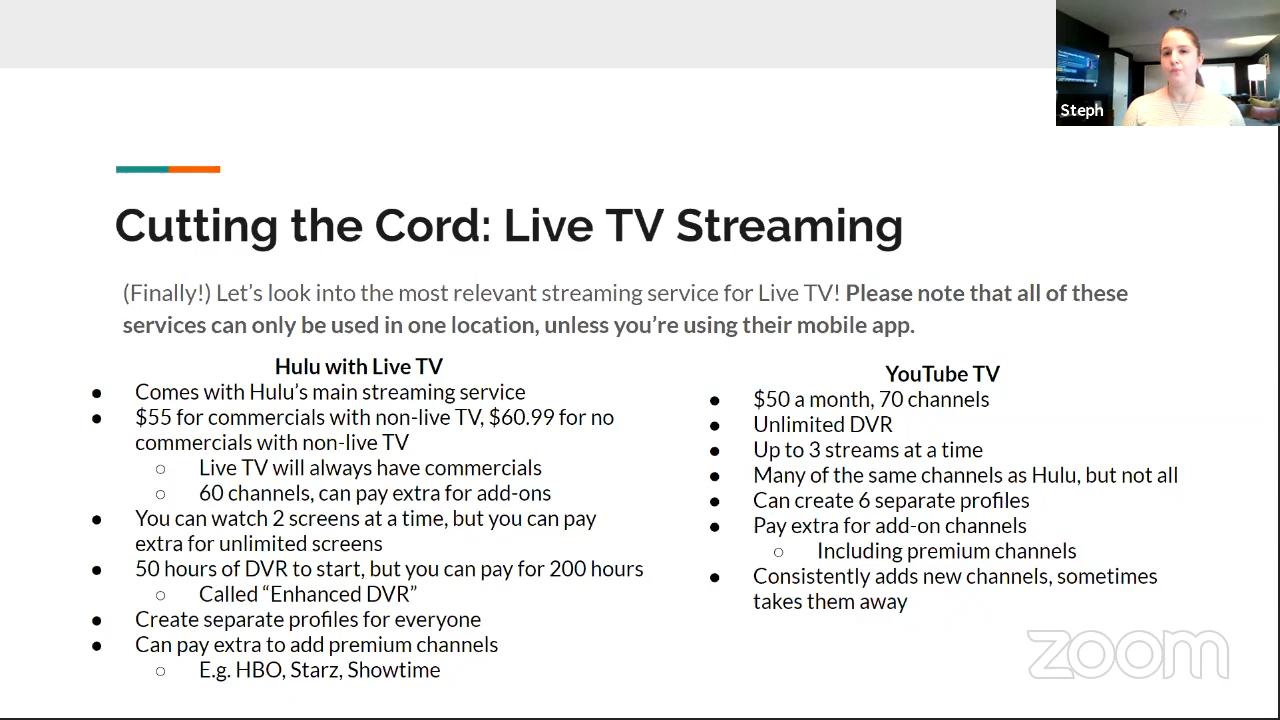 Steph
Cutting the Cord: Live TV Streaming
(Finally!) Let's look into the most relevant streaming service for Live TV! Please note that all of these
services can only be used in one location, unless you're using their mobile app.
Hulu with Live TV
● Comes with Hulu's main streaming service
● $55 for commercials with non-live TV, $60.99 for no
commercials with non-live TV
○ Live TV will always have commercials
○ 60 channels, can pay extra for add-ons
● You can watch 2 screens at a time, but you can pay
extra for unlimited screens
● 50 hours of DVR to start, but you can pay for 200 hours
○ Called “Enhanced DVR”
● Create separate profiles for everyone
● Can pay extra to add premium channels
○ E.g. HBO, Starz, Showtime
YouTube TV
● $50 a month, 70 channels
● Unlimited DVR
● Up to 3 streams at a time
● Many of the same channels as Hulu, but not all
● Can create 6 separate profiles
● Pay extra for add-on channels
○ Including premium channels
● Consistently adds new channels, sometimes
takes them away
zoom